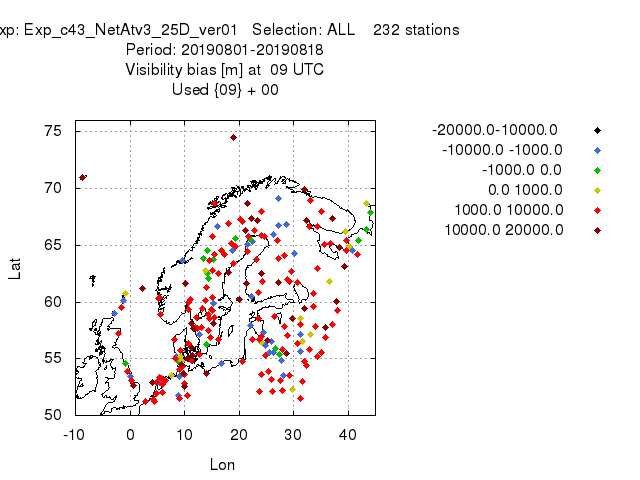 xp: Exp_c43_NetAtv3_25D_ver01 Selection: ALL 232 stations
Period: 20190801-20190818
Visibility bias [m] at 09 UTC
Used {09} + 00
-20000.0-10000.0
-10000.0 -1000.0
-1000.0 0.0
0.0 1000.0
1000.0 10000.0
10000.0 20000.0
75
70
65
60
55
50
Lat
-10 0 10 20 30 40
Lon